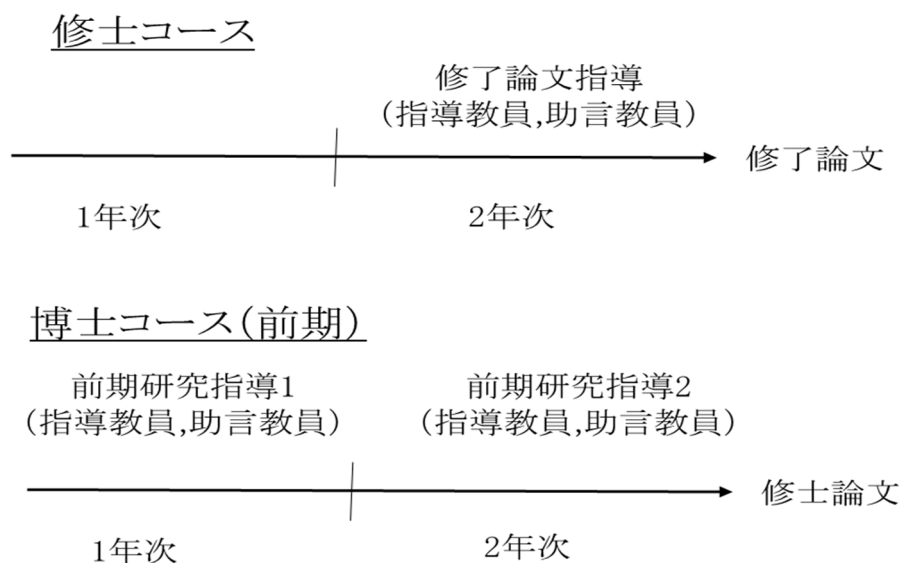 修士コース
修了論文指導
(指導教員,助言教員)
修了論文
1年次
2年次
博士コース(前期)
前期研究指導1
前期研究指導2
(指導教員,助言教員)
(指導教員,助言教員)
修士論文
1年次
2年次